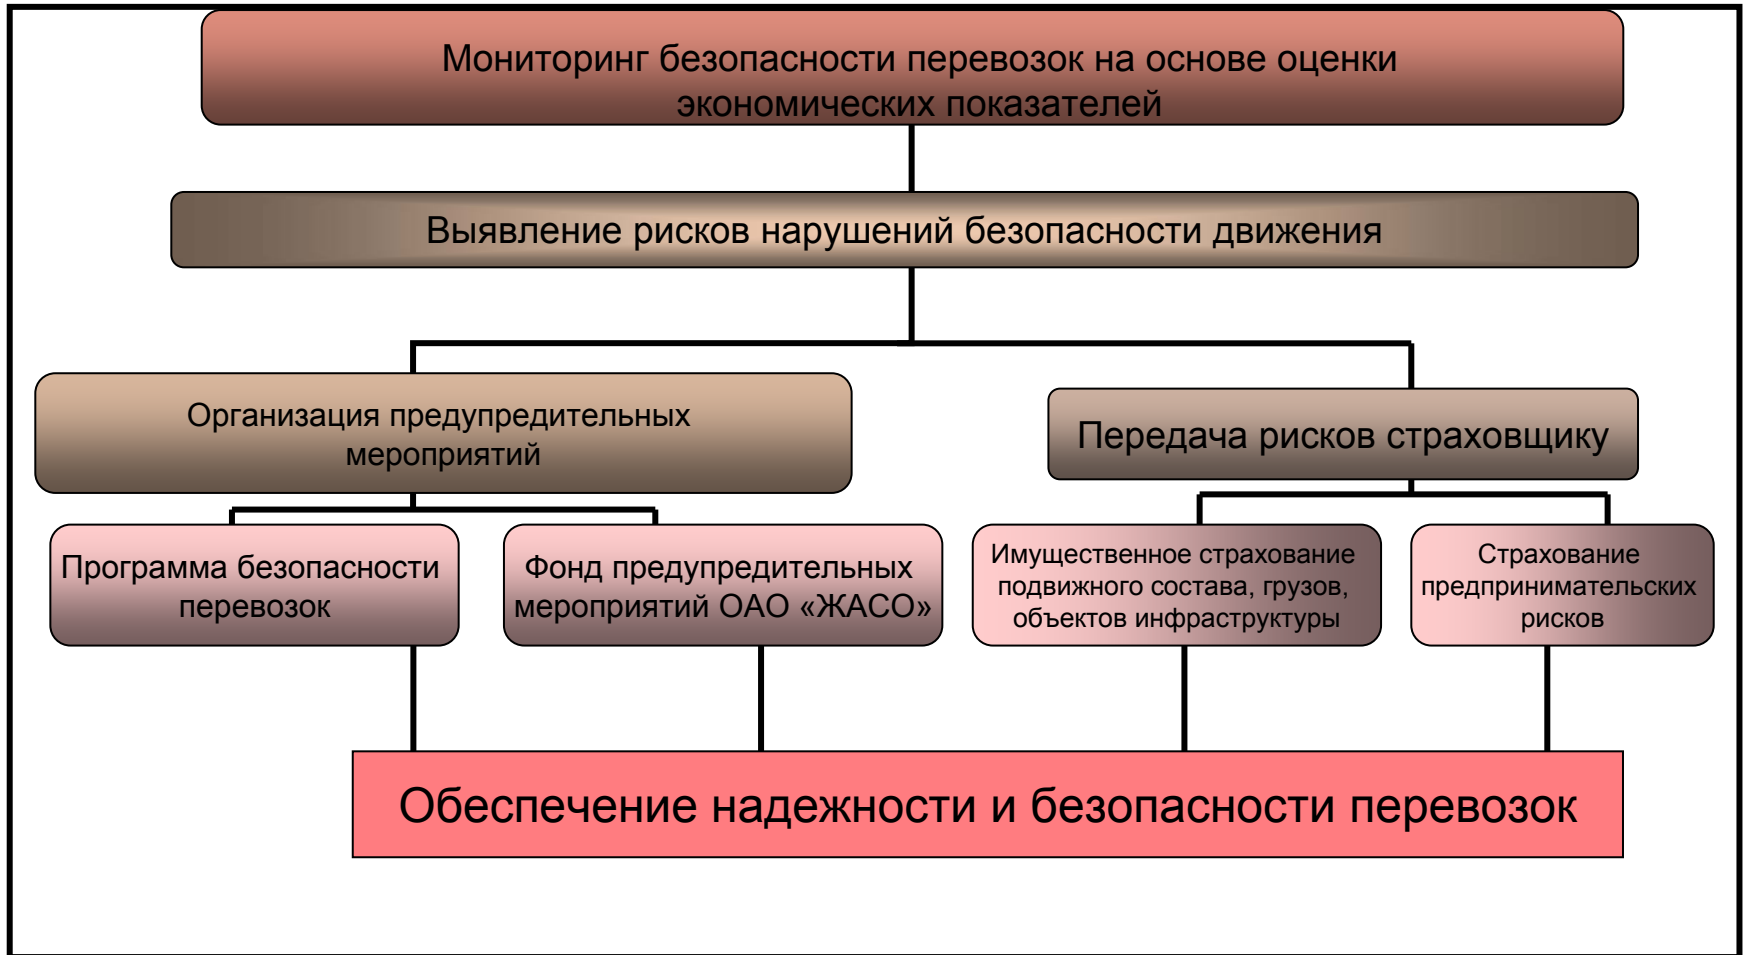 Мониторинг безопасности перевозок на основе оценки
экономических показателей
Выявление рисков нарушений безопасности движения
Организация предупредительных
мероприятий
Передача рисков страховщику
Программа безопасности
перевозок
Фонд предупредительных
мероприятий ОАО «ЖАСО»
Имущественное страхование
подвижного состава, грузов,
объектов инфраструктуры
Страхование
предпринимательских
рисков
Обеспечение надежности и безопасности перевозок